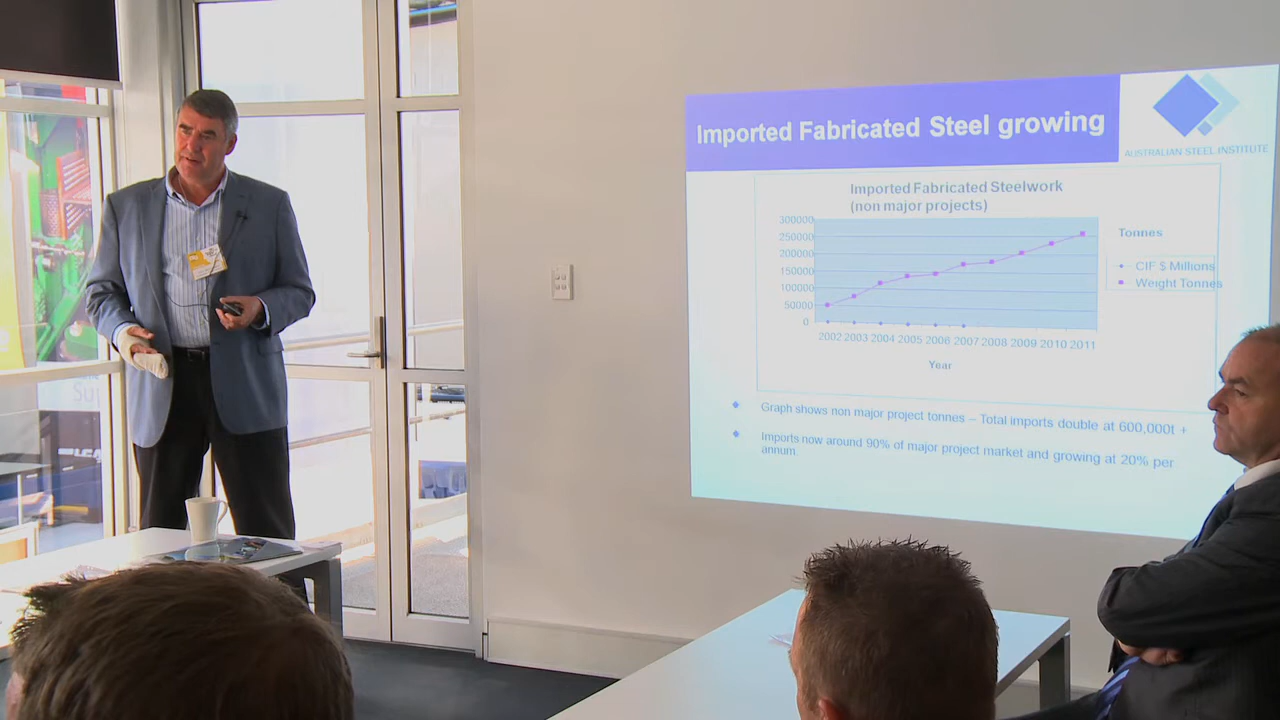 Imported Fabricated Steel growing
AUSTRALIAN STEEL INSTITUTE
Imported Fabricated Steelwork
(non major projects)
300000
250000
200000
150000
100000
50000
0
2002 2003 2004 2005 2006 2007 2008 2009 2010 2011
Year
Tonnes
CIF $ Millions
Weight Tonnes
Graph shows non major project tonnes – Total imports double at 600,000t +
Imports now around 90% of major project market and growing at 20% per
annum